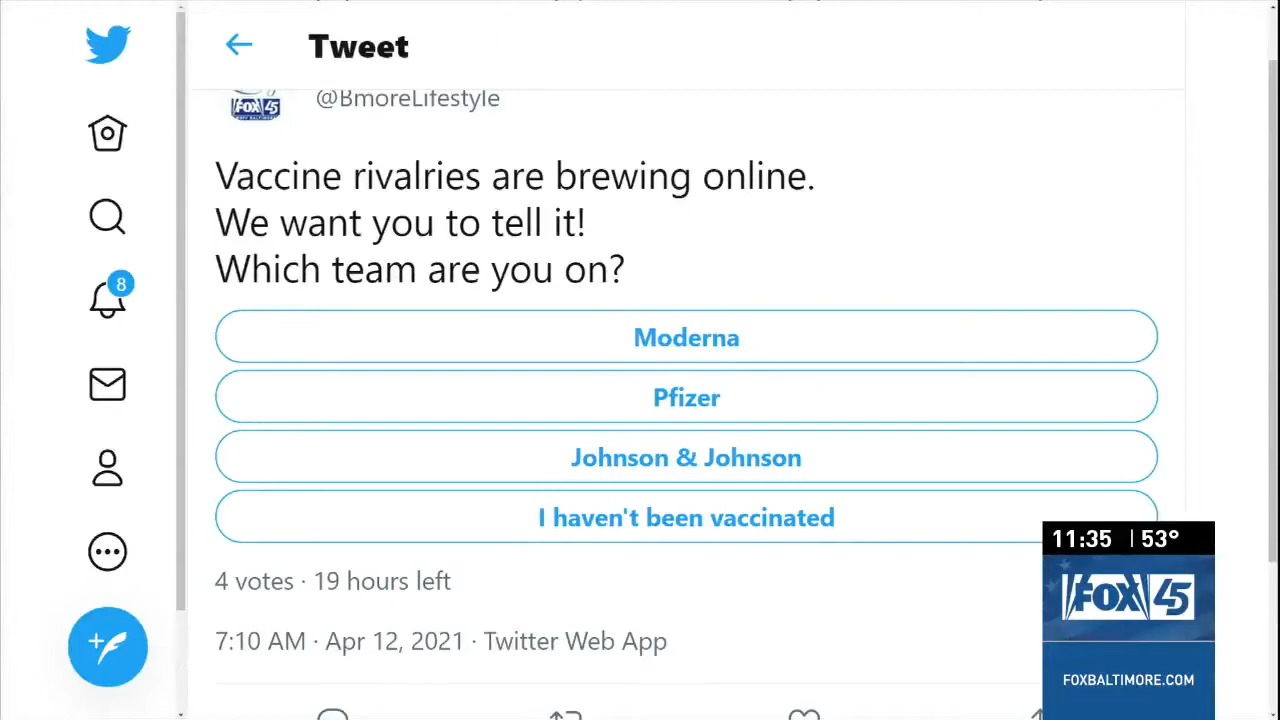 Tweet
FOX 45
@BmoreLifestyle
Vaccine rivalries are brewing online.
We want you to tell it!
Which team are you on?
8
Moderna
Pfizer
Johnson & Johnson
I haven't been vaccinated
4 votes · 19 hours left
7:10 AM · Apr 12, 2021 · Twitter Web App
11:35 | 53°
FOX 45
FOXBALTIMORE.COM